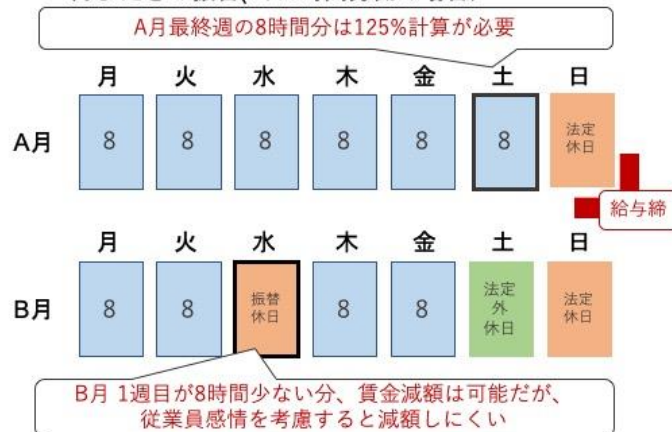 A月最終週の8時間分は125%計算が必要
月 火 水 木 金 土 日
A月 8 8 8 8 8 8 法定
休日
給与締
月 火 水 木 金 土 日
B月 8 8 振替
休日 8 8 法定
外
休日 法定
休日
B月 1週目が8時間少ない分、賃金減額は可能だが、
従業員感情を考慮すると減額しにくい